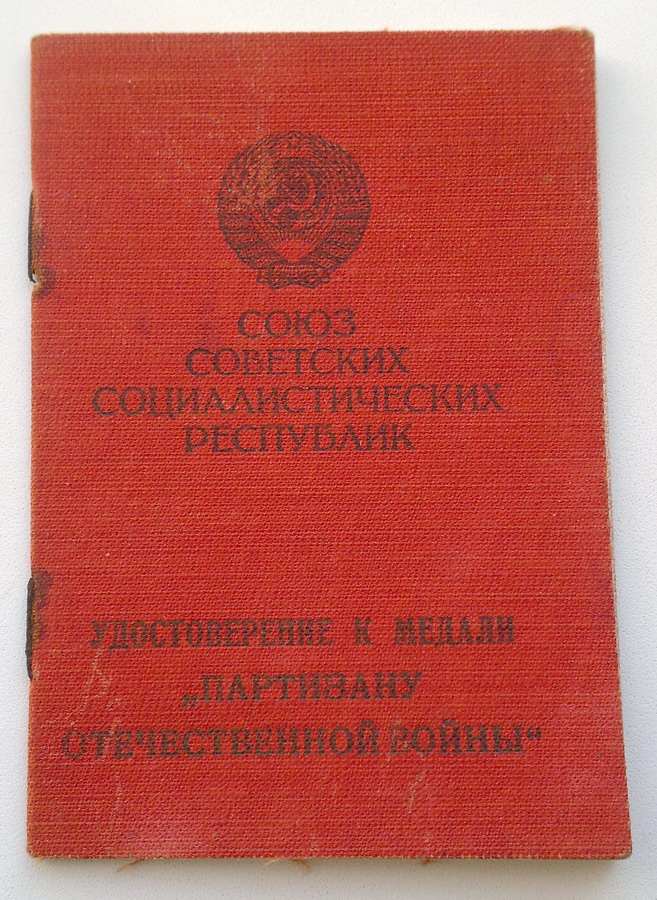 СОЮЗ
СОВЕТСКИХ
СОЦИАЛИСТИЧЕСКИХ
РЕСПУБЛИК
УДОСТОВЕРЕНИЕ К МЕДАЛИ
„ПАРТИЗАНУ
ОТЕЧЕСТВЕННОЙ ВОЙНЫ“